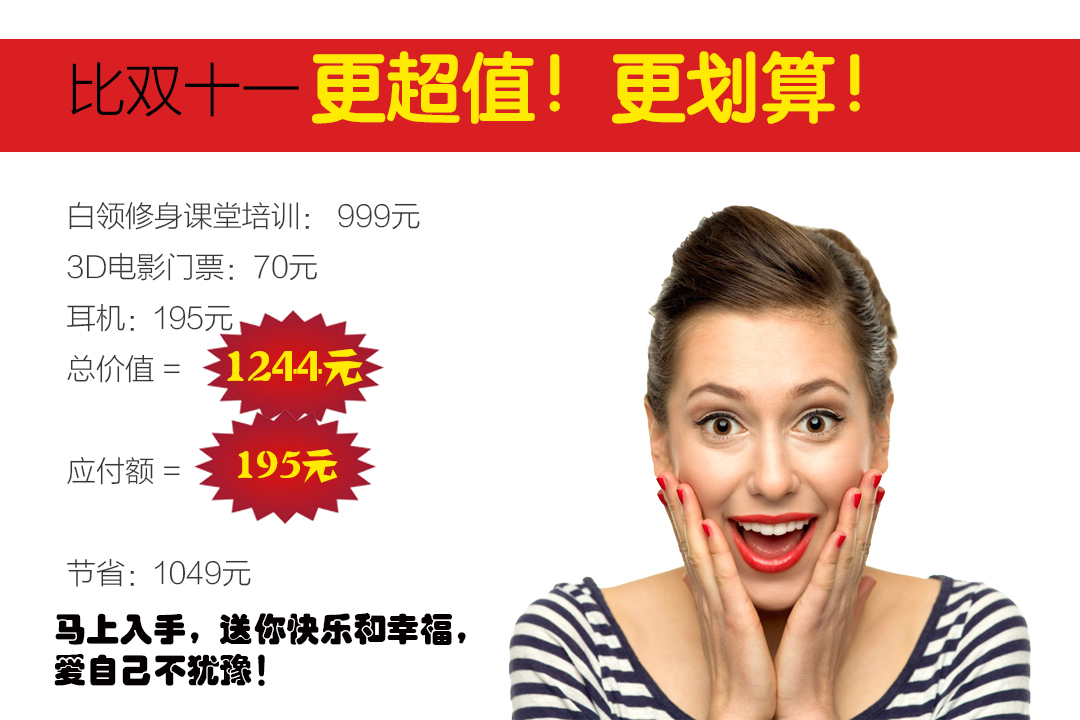 比双十一更超值！更划算！
白领修身课堂培训： 999元
3D电影门票：70元
耳机：195元
总价值 = 1244元
应付额 = 195元
节省：1049元
马上入手，送你快乐和幸福，
爱自己不犹豫！